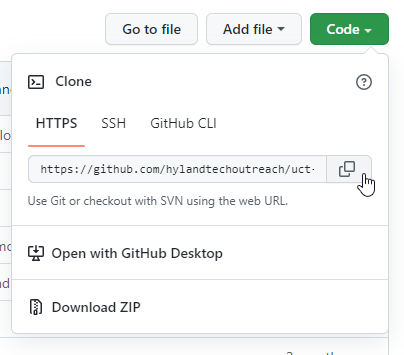 Go to file
Add file
Code
Clone
HTTPS SSH GitHub CLI
https://github.com/hylandtechoutreach/uct-
Use Git or checkout with SVN using the web URL.
Open with GitHub Desktop
Download ZIP